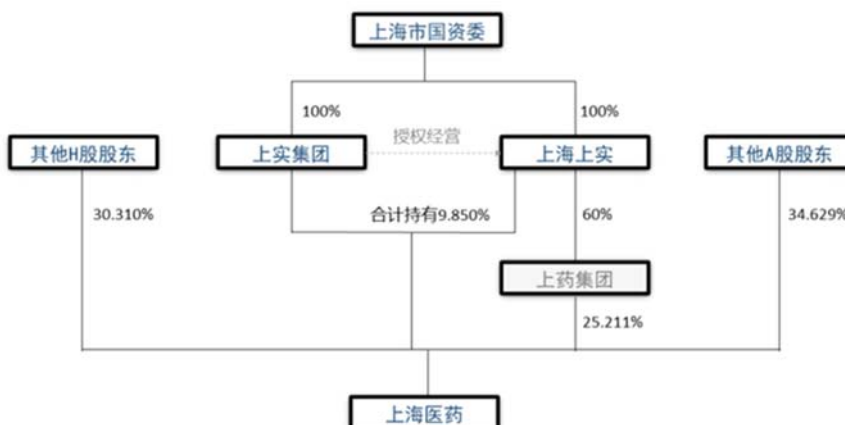 上海市国资委
100%
100%
其他H股股东
上实集团
授权经营
上海上实
其他A股股东
30.310%
合计持有9.850%
60%
34.629%
上药集团
25.211%
上海医药